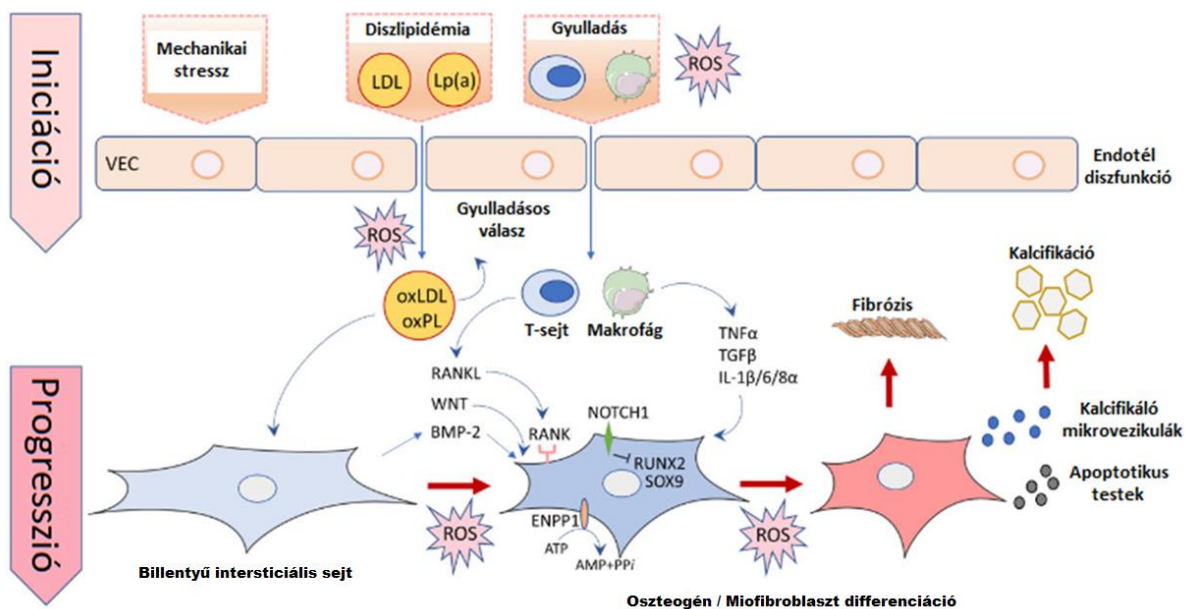 Iniciáció
Mechanikai
stressz
Diszlipidémia
LDL
Lp(a)
Gyulladás
ROS
VEC
Endotél
diszfunkció
ROS
Gyulladásos
válasz
oxLDL
oxPL
T-sejt
Makrofág
TNFα
TGFβ
IL-1β/6/8α
Fibrózis
Kalcifikáció
Progresszió
RANKL
WNT
BMP-2
RANK
NOTCH1
RUNX2
SOX9
ENPP1
ATP
AMP+PPi
ROS
ROS
Kalcifikáló
mikrovezikulák
Apoptotikus
testek
Billentyű intersticiális sejt
Oszteogén / Miofibroblaszt differenciáció